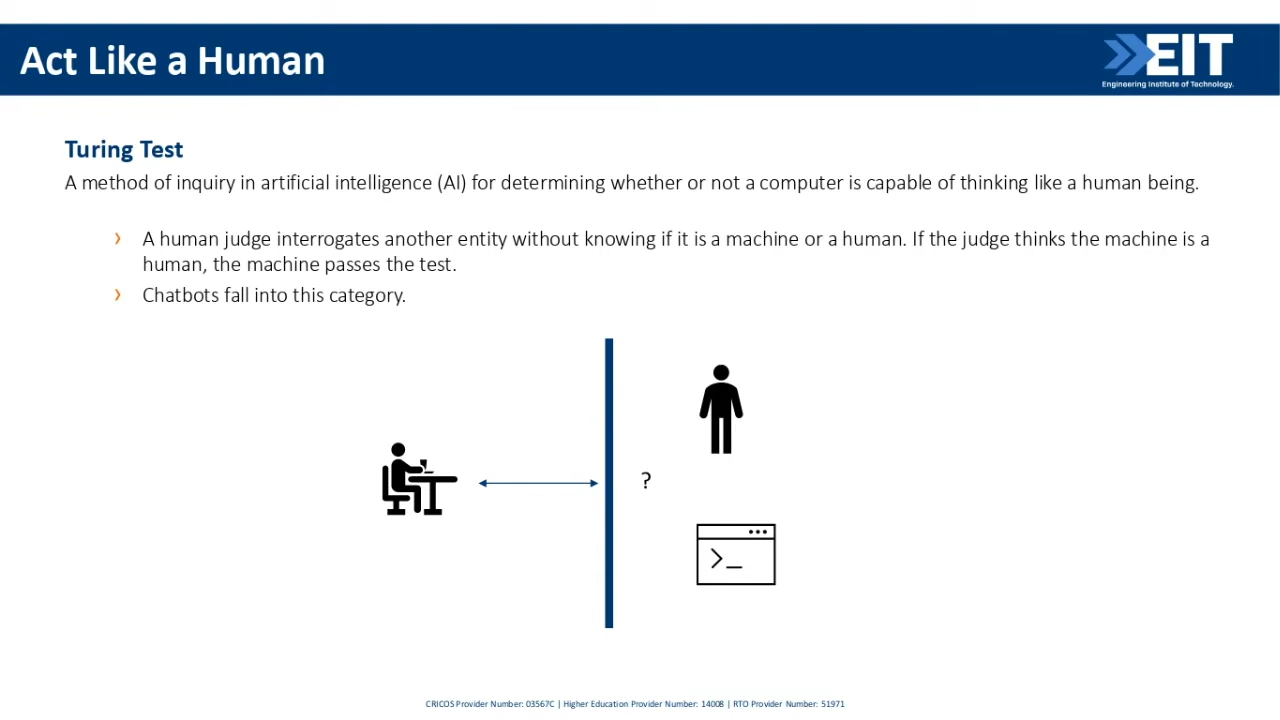 Act Like a Human
EIT
Engineering Institute of Technology.
Turing Test
A method of inquiry in artificial intelligence (AI) for determining whether or not a computer is capable of thinking like a human being.
› A human judge interrogates another entity without knowing if it is a machine or a human. If the judge thinks the machine is a
human, the machine passes the test.
› Chatbots fall into this category.
?
>_
CRICOS Provider Number: 03567C | Higher Education Provider Number: 14008 | RTO Provider Number: 51971